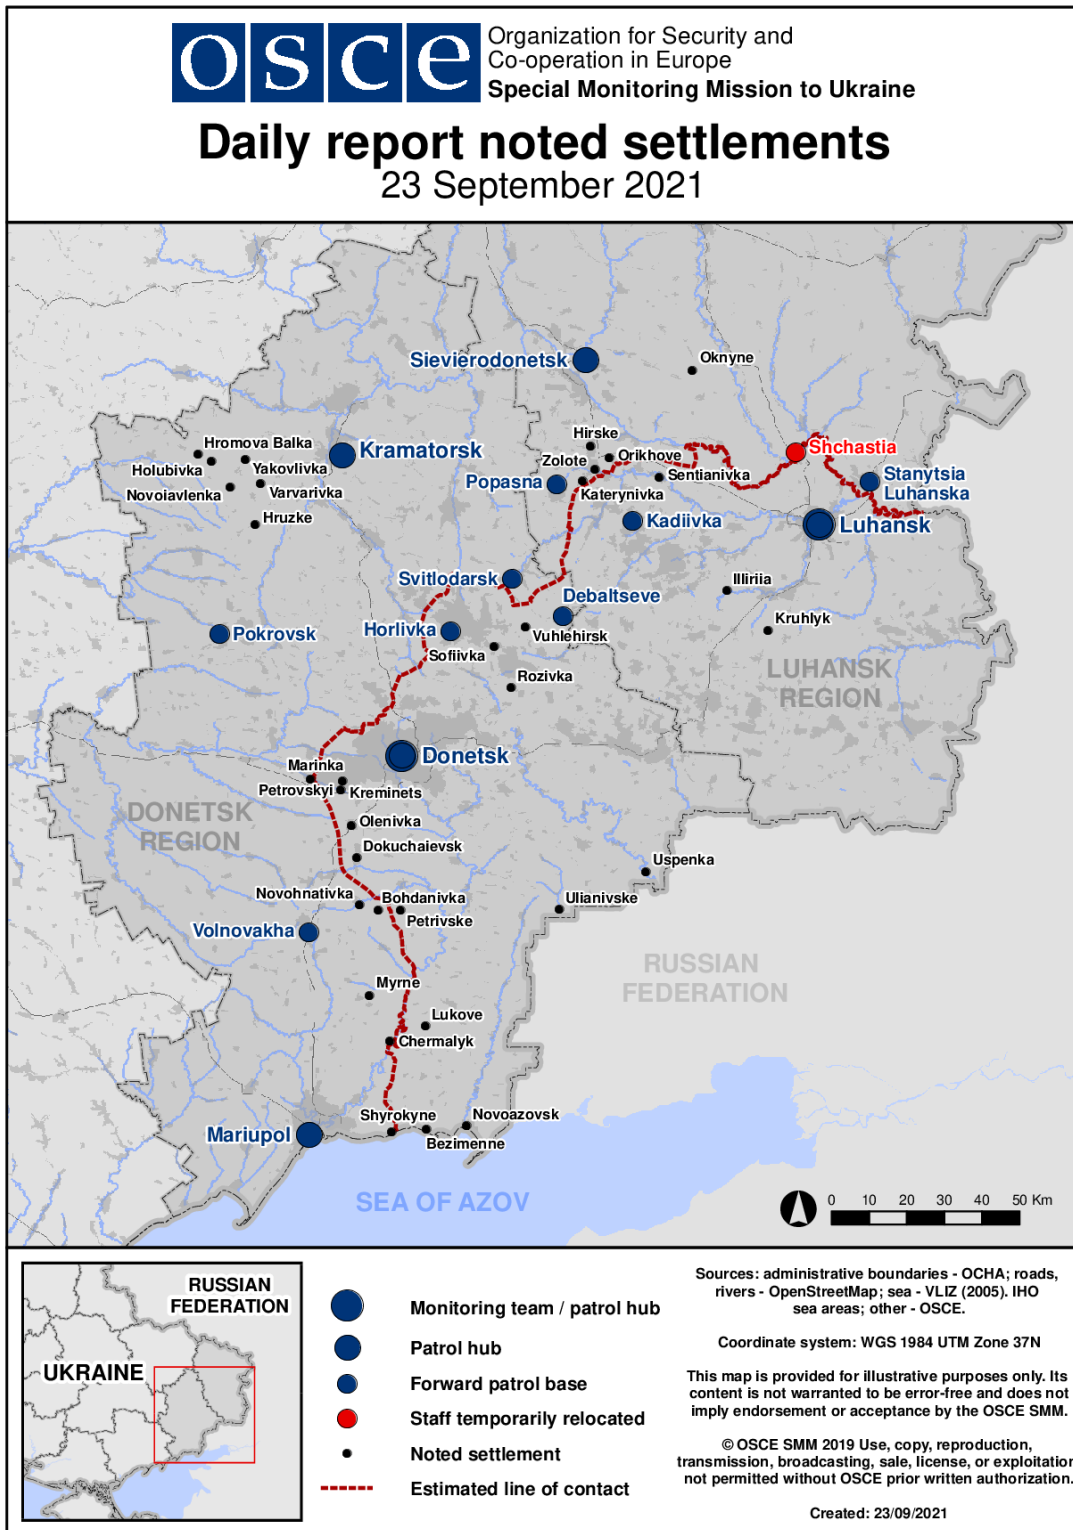 osce
Organization for Security and
Co-operation in Europe
Special Monitoring Mission to Ukraine
Daily report noted settlements
23 September 2021
Sievierodonetsk
Oknyne
Hromova Balka
Kramatorsk
Hirske
Shchastia
Holubivka
Yakovlivka
Zolote
Orikhove
Sentianivka
Stanytsia
Luhanska
Novoiavlenka
Varvarivka
Popasna
Katerynivka
Hruzke
Kadiivka
Luhansk
Svitlodarsk
Illiriia
Debaltseve
Pokrovsk
Horlivka
Vuhlehirsk
Kruhlyk
Sofiivka
Rozivka
LUHANSK
REGION
Donetsk
Marinka
Petrovskyi
Kreminets
DONETSK
REGION
Olenivka
Dokuchaievsk
Uspenka
Novohnativka
Bohdanivka
Ulianivske
Petrivske
Volnovakha
RUSSIAN
FEDERATION
Myrne
Lukove
Chermalyk
Shyrokyne
Novoazovsk
Mariupol
Bezimenne
SEA OF AZOV
0 10 20 30 40 50 Km
RUSSIAN
FEDERATION
UKRAINE
Monitoring team / patrol hub
Patrol hub
Forward patrol base
Staff temporarily relocated
Noted settlement
Estimated line of contact
Sources: administrative boundaries - OCHA; roads,
rivers - OpenStreetMap; sea - VLIZ (2005). IHO
sea areas; other - OSCE.
Coordinate system: WGS 1984 UTM Zone 37N
This map is provided for illustrative purposes only. Its
content is not warranted to be error-free and does not
imply endorsement or acceptance by the OSCE SMM.
© OSCE SMM 2019 Use, copy, reproduction,
transmission, broadcasting, sale, license, or exploitation
not permitted without OSCE prior written authorization.
Created: 23/09/2021